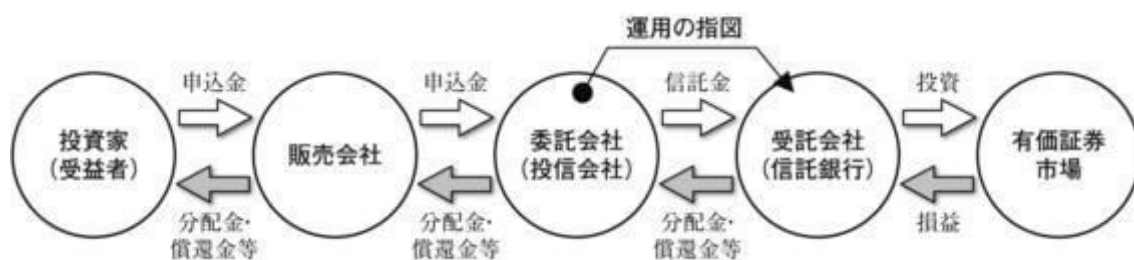 運用の指図
申込金
申込金
信託金
投資
投資家
(受益者)
販売会社
委託会社
(投信会社)
受託会社
(信託銀行)
有価証券
市場
分配金・
償還金等
分配金・
償還金等
分配金・
償還金等
損益